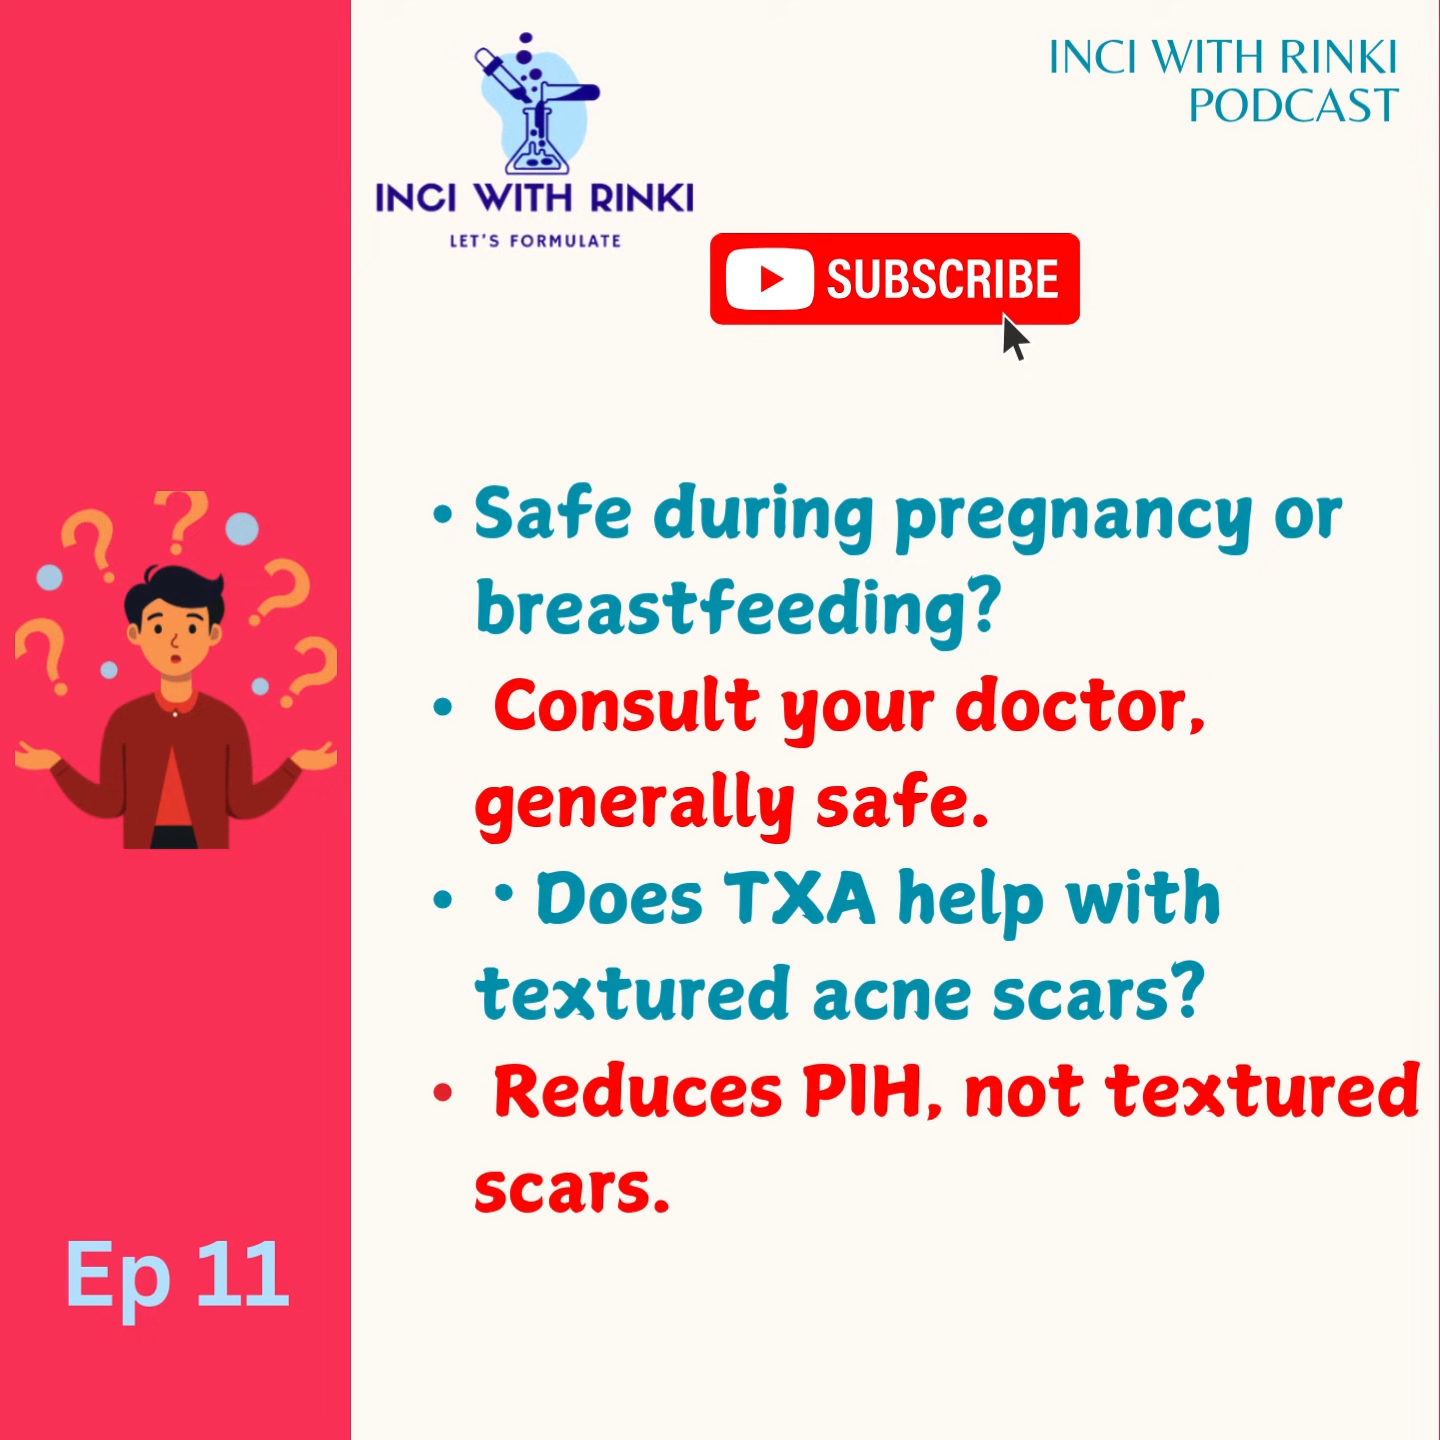 INCI WITH RINKI
LET'S FORMULATE
INCI WITH RINKI
PODCAST
SUBSCRIBE
• Safe during pregnancy or
breastfeeding?
• Consult your doctor,
generally safe.
• • Does TXA help with
textured acne scars?
• Reduces PIH, not textured
scars.
Ep 11